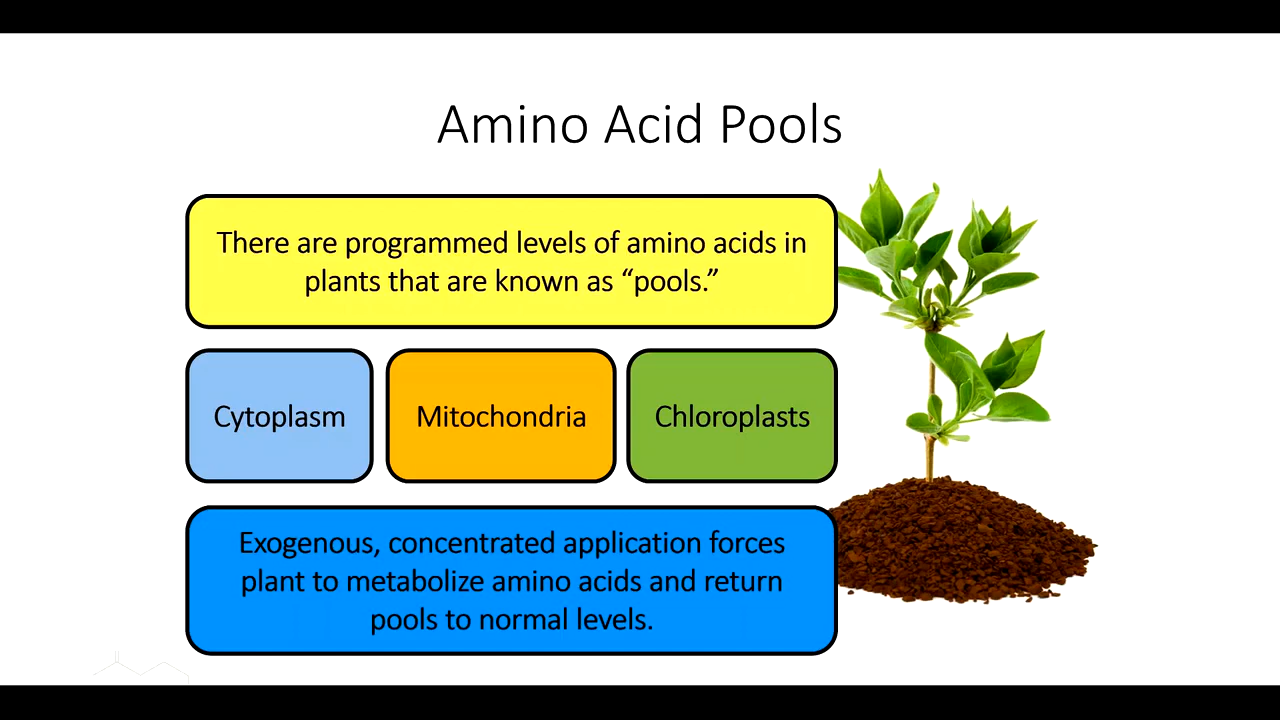 Amino Acid Pools
There are programmed levels of amino acids in
plants that are known as “pools.”
Cytoplasm
Mitochondria
Chloroplasts
Exogenous, concentrated application forces
plant to metabolize amino acids and return
pools to normal levels.